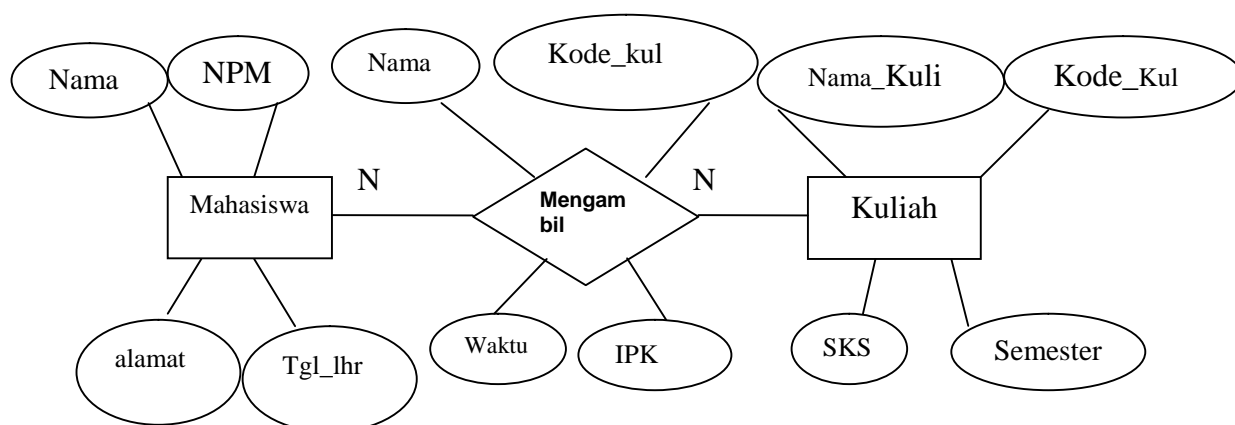 Nama
NPM
Nama
Kode_kul
Nama_Kuli
Kode_Kul
Mahasiswa
N
Mengam
bil
N
Kuliah
alamat
Tgl_lhr
Waktu
IPK
SKS
Semester